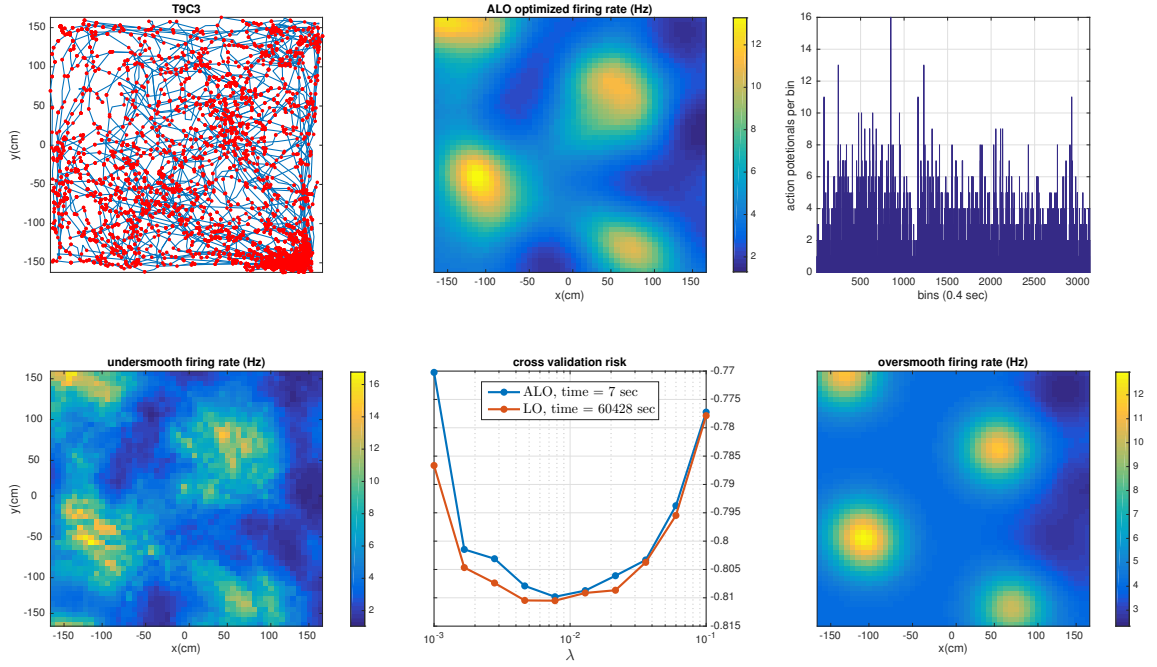 T9C3
150
100
50
0
-50
-100
-150
y(cm)
ALO optimized firing rate (Hz)
-150 -100 -50 0 50 100 150
x(cm)
12
10
8
6
4
2
16
14
12
10
8
6
4
2
0
action potetionals per bin
500 1000 1500 2000 2500 3000
bins (0.4 sec)
undersmooth firing rate (Hz)
150
100
50
0
-50
-100
-150
y(cm)
-150 -100 -50 0 50 100 150
x(cm)
16
14
12
10
8
6
4
2
cross validation risk
ALO, time = 7 sec
LO, time = 60428 sec
-0.77
-0.775
-0.78
-0.785
-0.79
-0.795
-0.8
-0.805
-0.81
-0.815
10^-3 10^-2 10^-1
λ
oversmooth firing rate (Hz)
-150 -100 -50 0 50 100 150
x(cm)
12
11
10
9
8
7
6
5
4
3